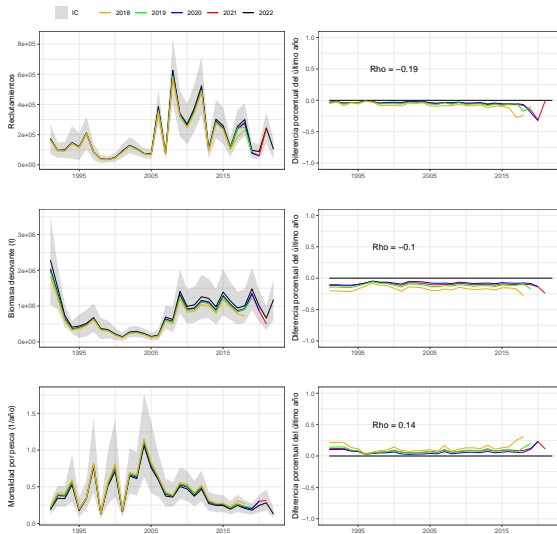 IC 2018 2019 2020 2021 2022
Reclutamientos
8e+05
6e+05
4e+05
2e+05
0e+00
1995 2005 2015
Diferencia porcentual del último año
1.0
0.5
0.0
−0.5
−1.0
Rho = −0.19
1995 2005 2015
Biomasa desovante (t)
3e+06
2e+06
1e+06
0e+00
1995 2005 2015
Diferencia porcentual del último año
1.0
0.5
0.0
−0.5
−1.0
Rho = −0.1
1995 2005 2015
Mortalidad por pesca (1/año)
1.5
1.0
0.5
0.0
1995 2005 2015
Diferencia porcentual del último año
1.0
0.5
0.0
−0.5
−1.0
Rho = 0.14
1995 2005 2015